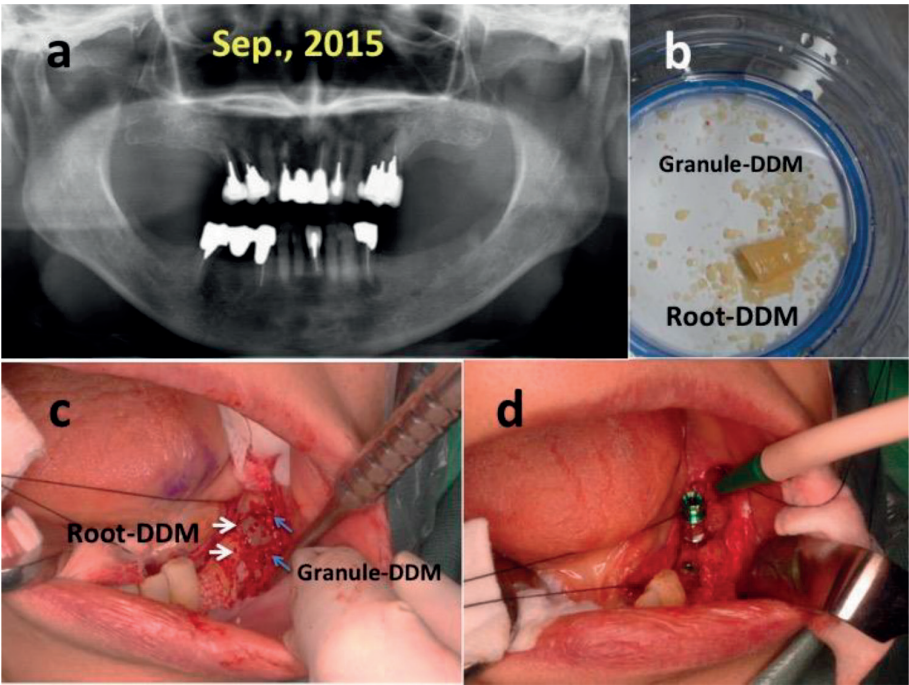 a
Sep., 2015
b
Granule-DDM
Root-DDM
c
Root-DDM
Granule-DDM
d